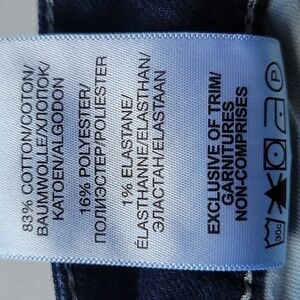 83% COTTON/COTON/
BAUMWOLLE/ХЛОПОК/
KATOEN/ALGODON
16% POLYESTER/
ПОЛИЭСТЕР/POLIESTER
1% ELASTANE/
ÉLASTHANNE/ELASTHAN/
ЭЛАСТАН/ELASTAAN
EXCLUSIVE OF TRIM/
GARNITURES
NON-COMPRISES
30c
P